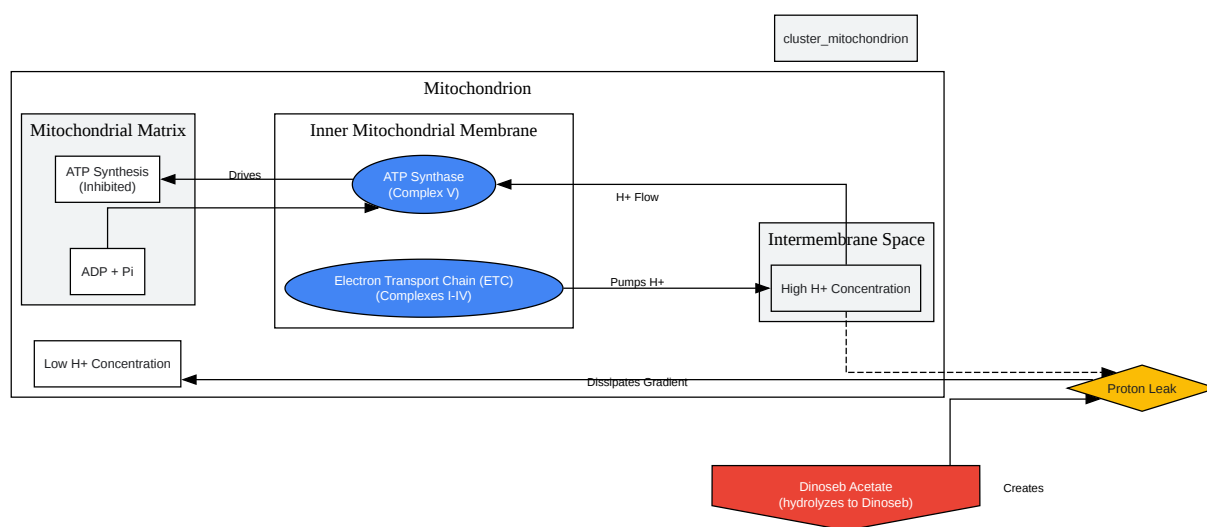 cluster_mitochondrion
Mitochondrion
Mitochondrial Matrix
Inner Mitochondrial Membrane
ATP Synthesis
(Inhibited)
Drives
ATP Synthase
(Complex V)
H+ Flow
Intermembrane Space
ADP + Pi
Electron Transport Chain (ETC)
(Complexes I-IV)
Pumps H+
High H+ Concentration
Low H+ Concentration
Dissipates Gradient
Proton Leak
Dinoseb Acetate
(hydrolyzes to Dinoseb)
Creates